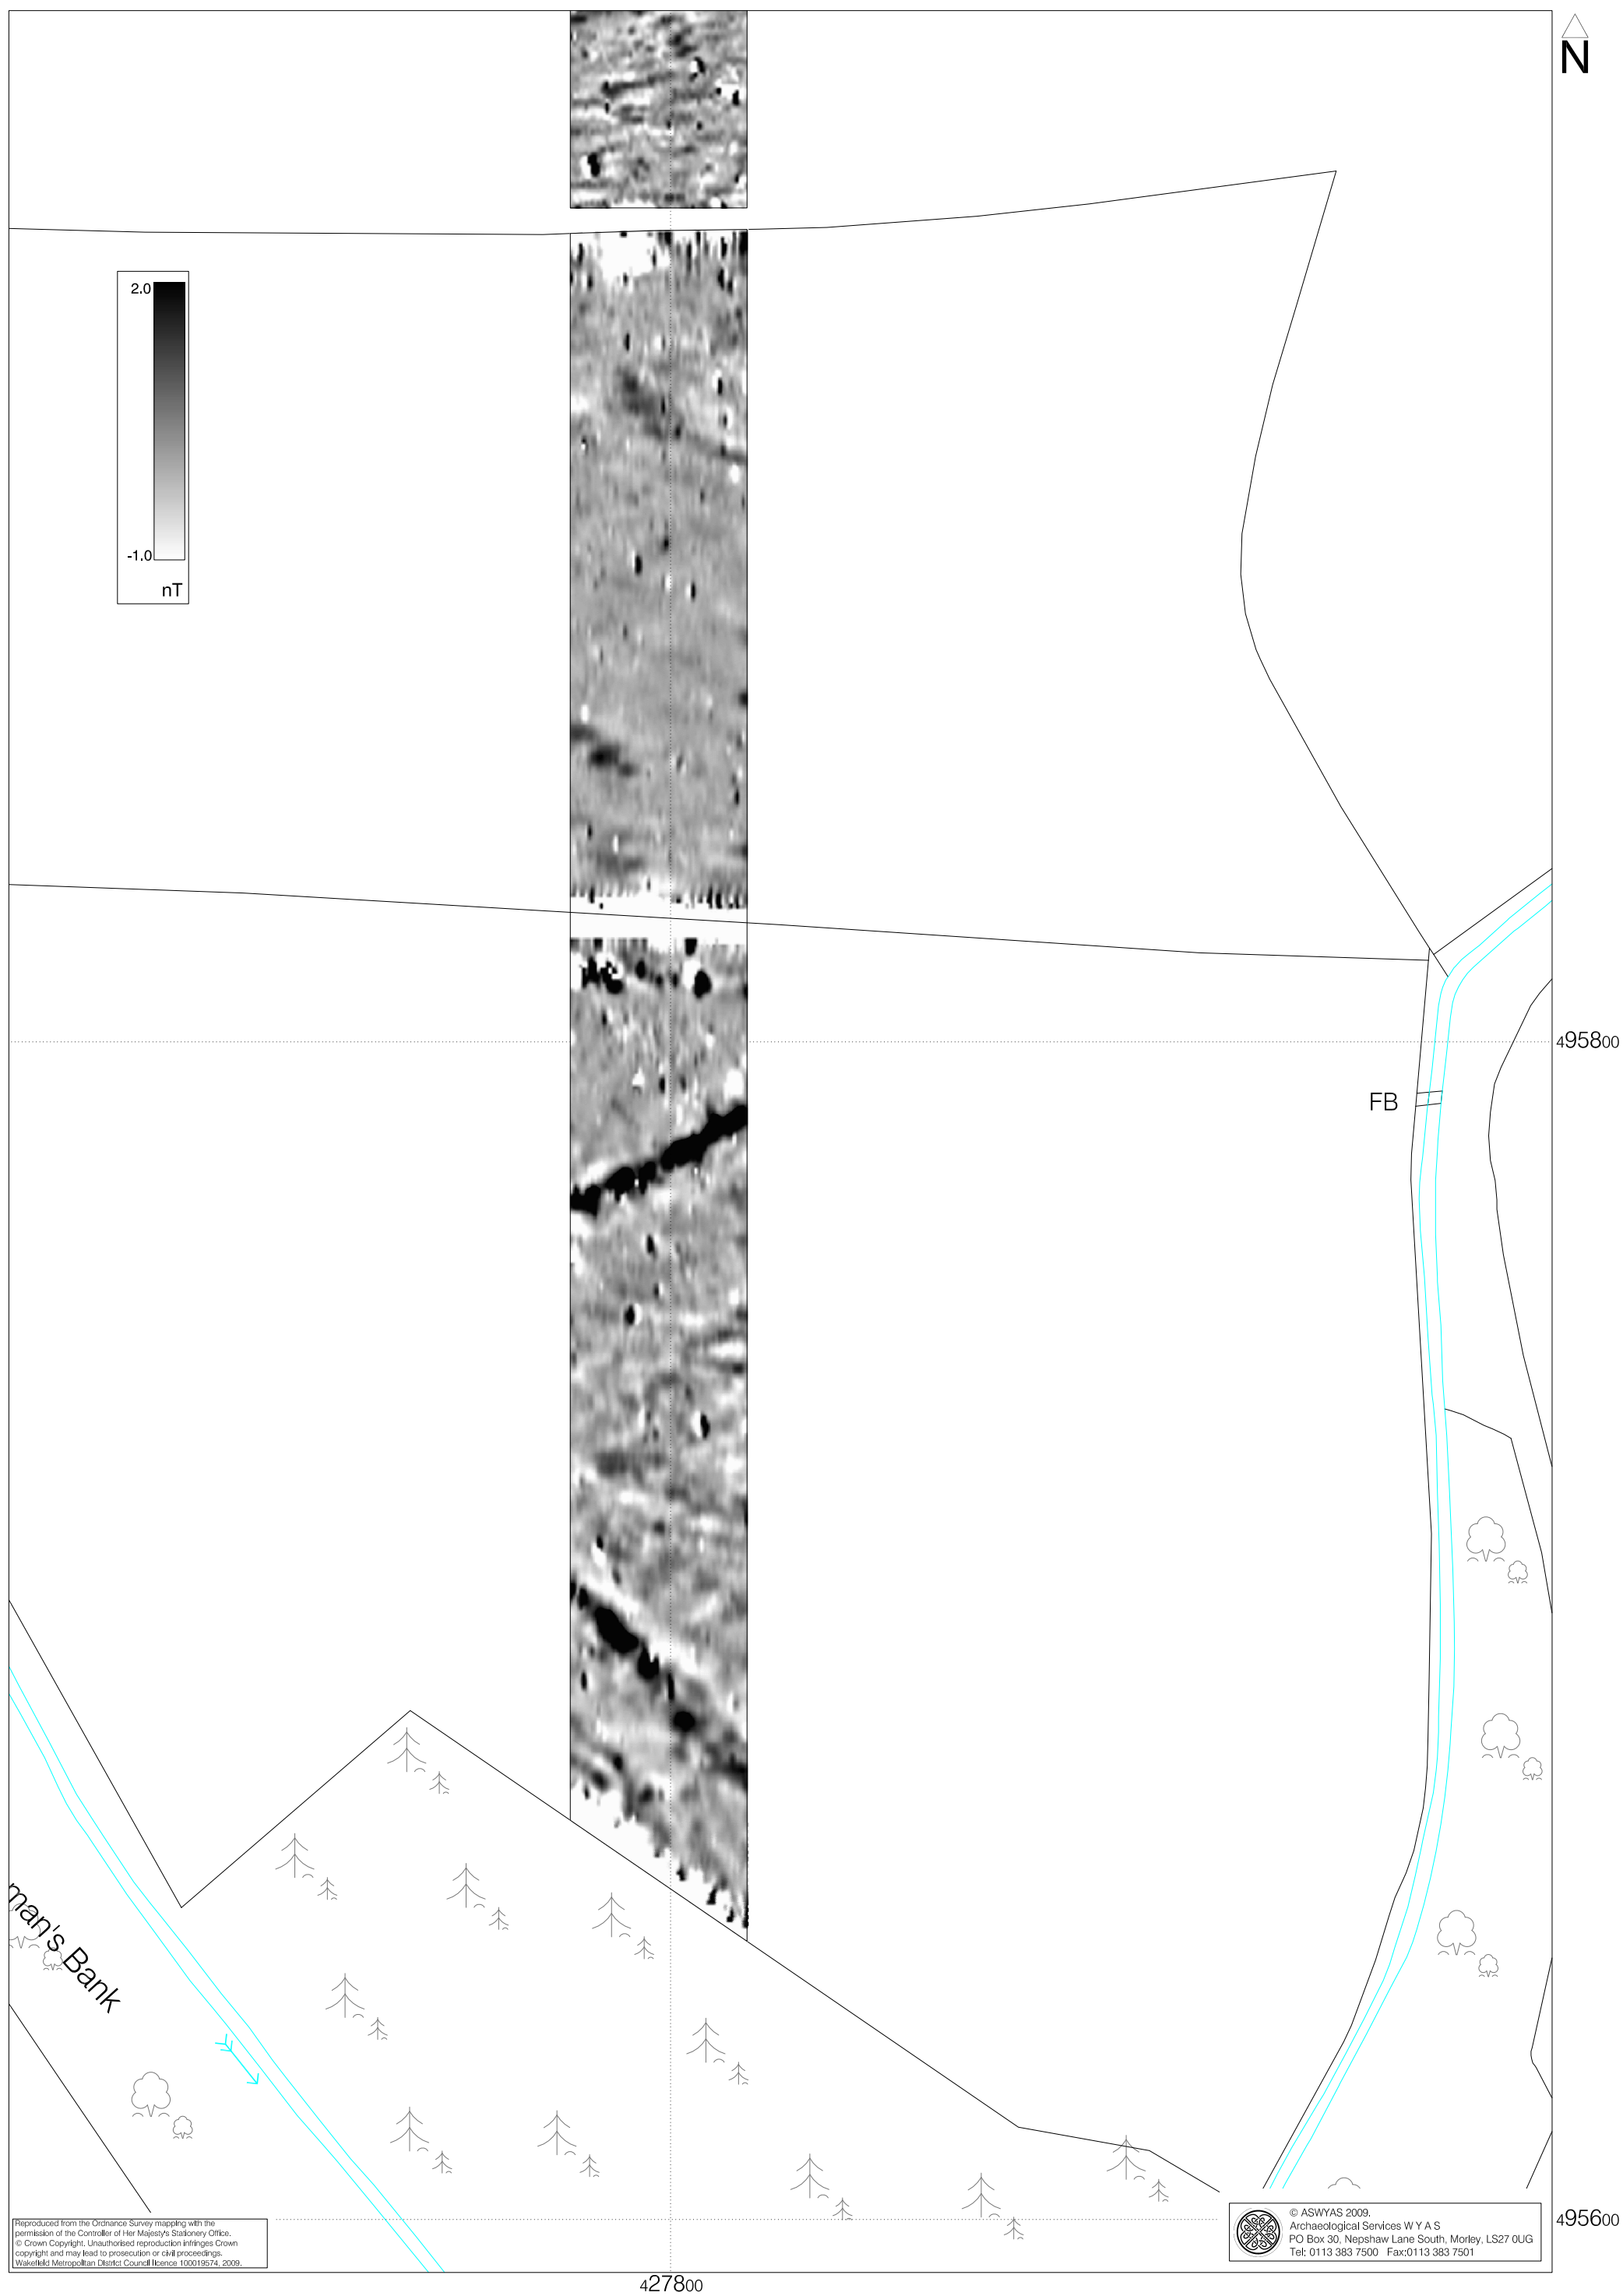 N
2.0
-1.0
nT
495800
FB
man's Bank
495600
427800
Reproduced from the Ordnance Survey mapping with the
permission of the Controller of Her Majesty's Stationery Office.
© Crown Copyright. Unauthorised reproduction infringes Crown
copyright and may lead to prosecution or civil proceedings.
Wakefield Metropolitan District Council licence 100019574, 2009.
© ASWYAS 2009.
Archaeological Services W Y A S
PO Box 30, Nepshaw Lane South, Morley, LS27 0UG
Tel: 0113 383 7500 Fax:0113 383 7501